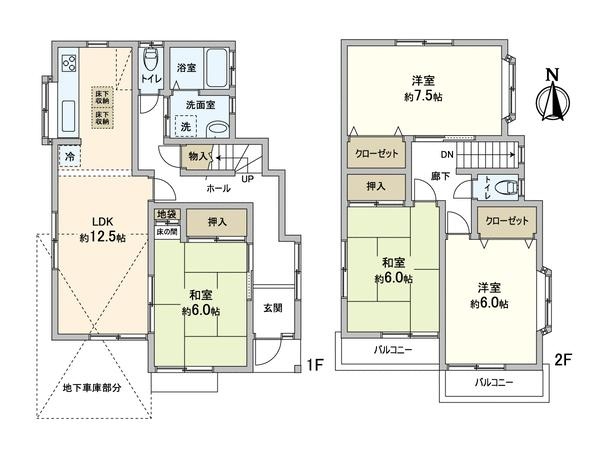 トイレ
浴室
床下
収納
床下
収納
洗面室
洗
冷
物入
UP
ホール
LDK
約12.5帖
地袋
床の間
押入
和室
約6.0帖
玄関
地下車庫部分
1F
洋室
約7.5帖
N
クローゼット
DN
廊下
トイレ
押入
クローゼット
和室
約6.0帖
洋室
約6.0帖
バルコニー
バルコニー
2F